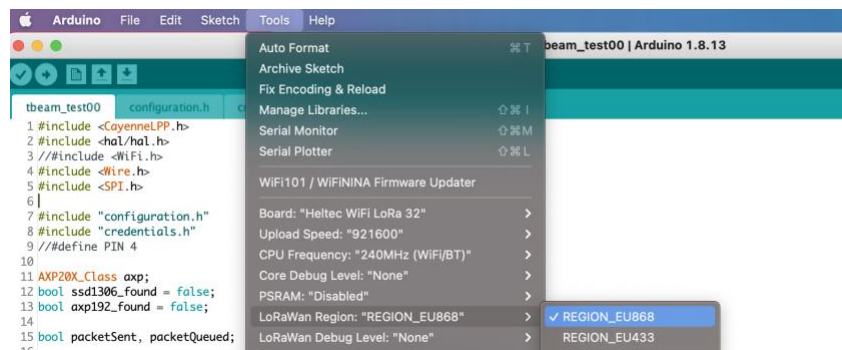 Arduino File Edit Sketch Tools Help
beam_test00 | Arduino 1.8.13
Auto Format ⌘ T
Archive Sketch
Fix Encoding & Reload
Manage Libraries... ⇧⌘ I
Serial Monitor ⇧⌘M
Serial Plotter ⇧⌘ L
WiFi101 / WiFiNINA Firmware Updater
Board: "Heltec WiFi LoRa 32"
Upload Speed: "921600"
CPU Frequency: "240MHz (WiFi/BT)"
Core Debug Level: "None"
PSRAM: "Disabled"
LoRaWan Region: "REGION_EU868"
LoRaWan Debug Level: "None"
✓ REGION_EU868
REGION_EU433
tbeam_test00 configuration.h
1 #include <CayenneLPP.h>
2 #include <hal/hal.h>
3 //#include <WiFi.h>
4 #include <Wire.h>
5 #include <SPI.h>
6
7 #include "configuration.h"
8 #include "credentials.h"
9 //#define PIN 4
10
11 AXP20X_Class axp;
12 bool ssd1306_found = false;
13 bool axp192_found = false;
14
15 bool packetSent, packetQueued;